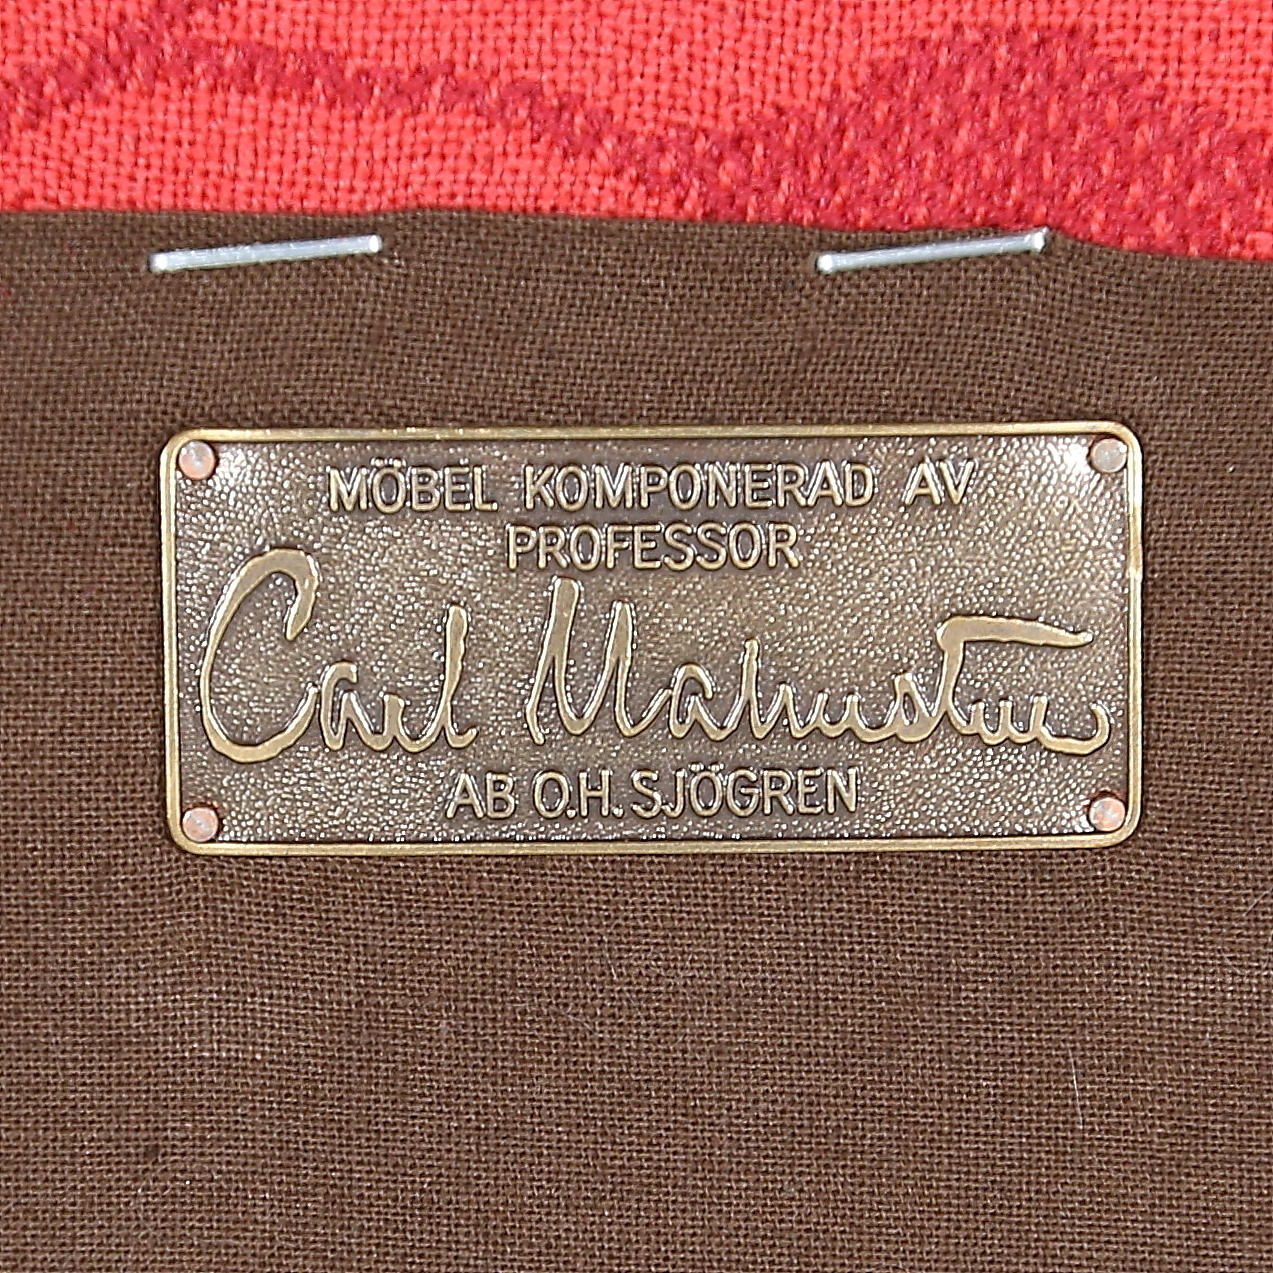 MÖBEL KOMPONERAD AV
PROFESSOR
Carl Malmsten
AB O.H. SJÖGREN